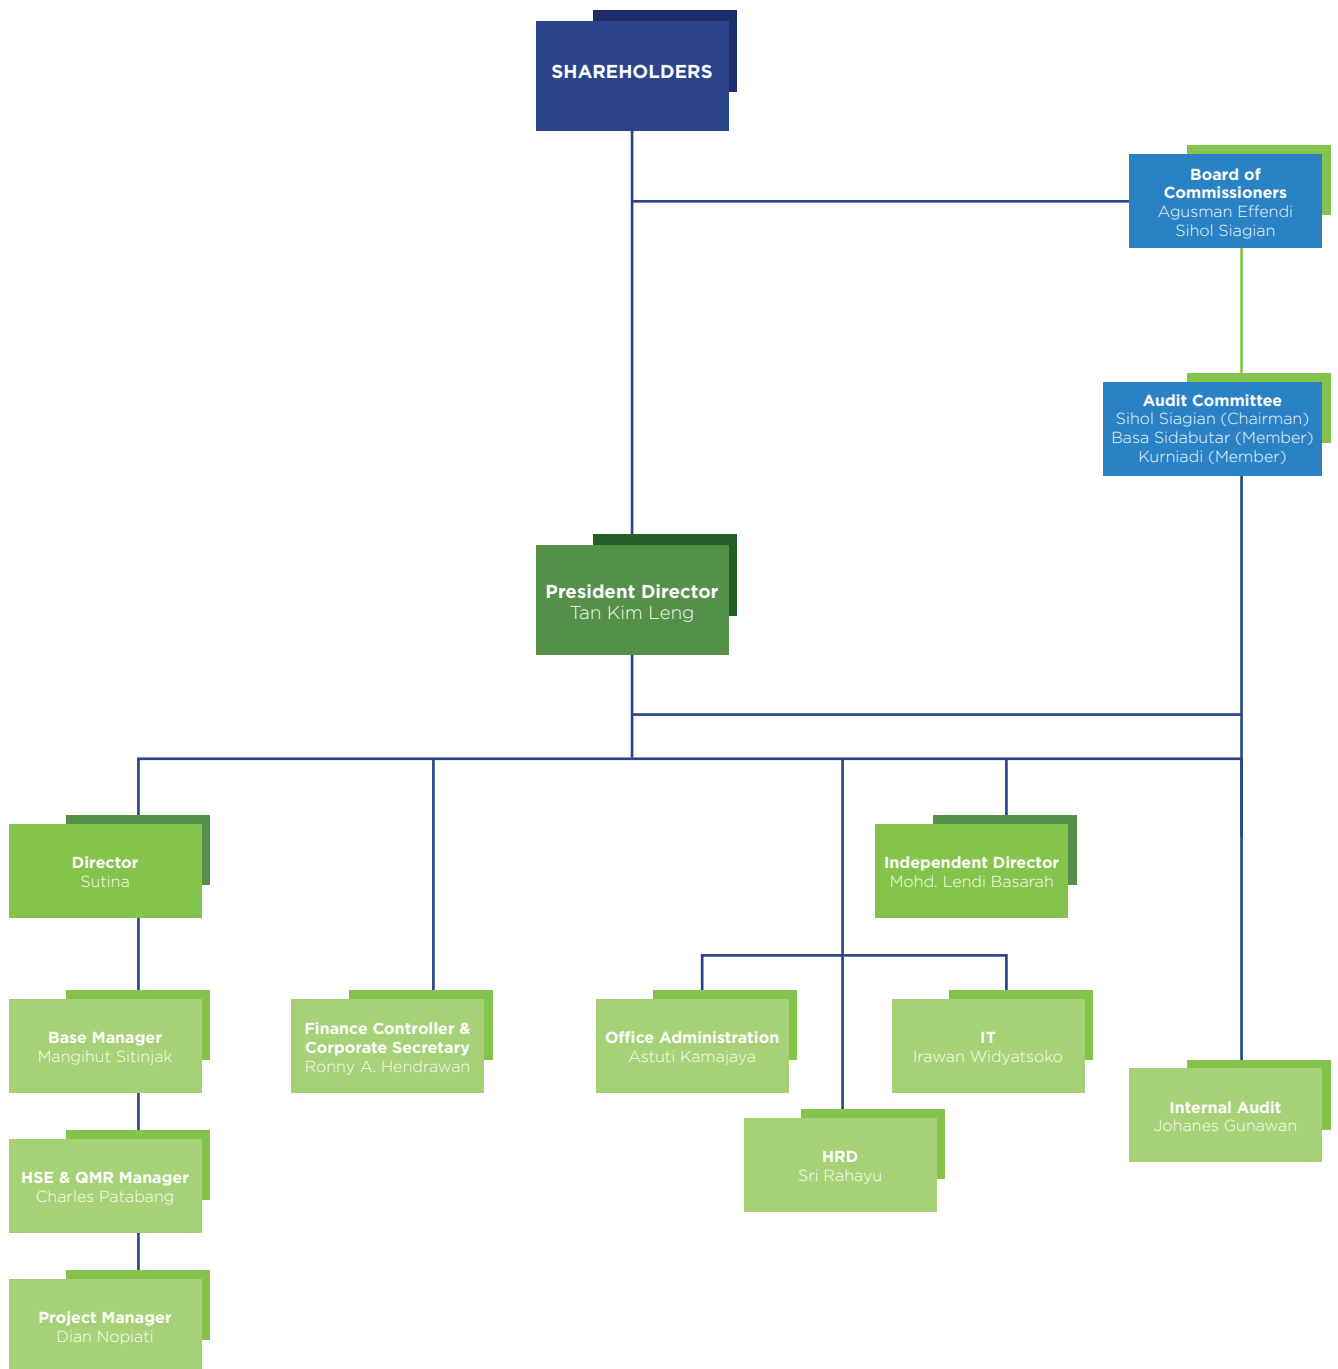 SHAREHOLDERS
Board of
Commissioners
Agusman Effendi
Sihol Siagian
Audit Committee
Sihol Siagian (Chairman)
Basa Sidabutar (Member)
Kurniadi (Member)
President Director
Tan Kim Leng
Director
Sutina
Independent Director
Mohd. Lendi Basarah
Base Manager
Mangihut Sitinjak
Finance Controller &
Corporate Secretary
Ronny A. Hendrawan
Office Administration
Astuti Kamajaya
IT
Irawan Widyatsoko
Internal Audit
Johanes Gunawan
HRD
Sri Rahayu
HSE & QMR Manager
Charles Patabang
Project Manager
Dian Nopiati